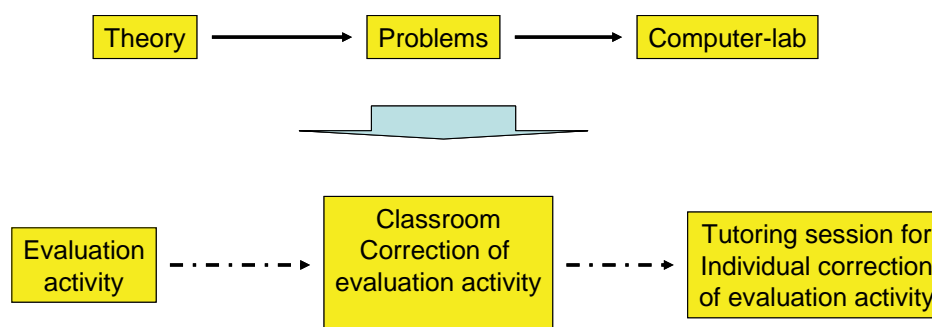 Theory
Problems
Computer-lab
Evaluation
activity
Classroom
Correction of
evaluation activity
Tutoring session for
Individual correction
of evaluation activity